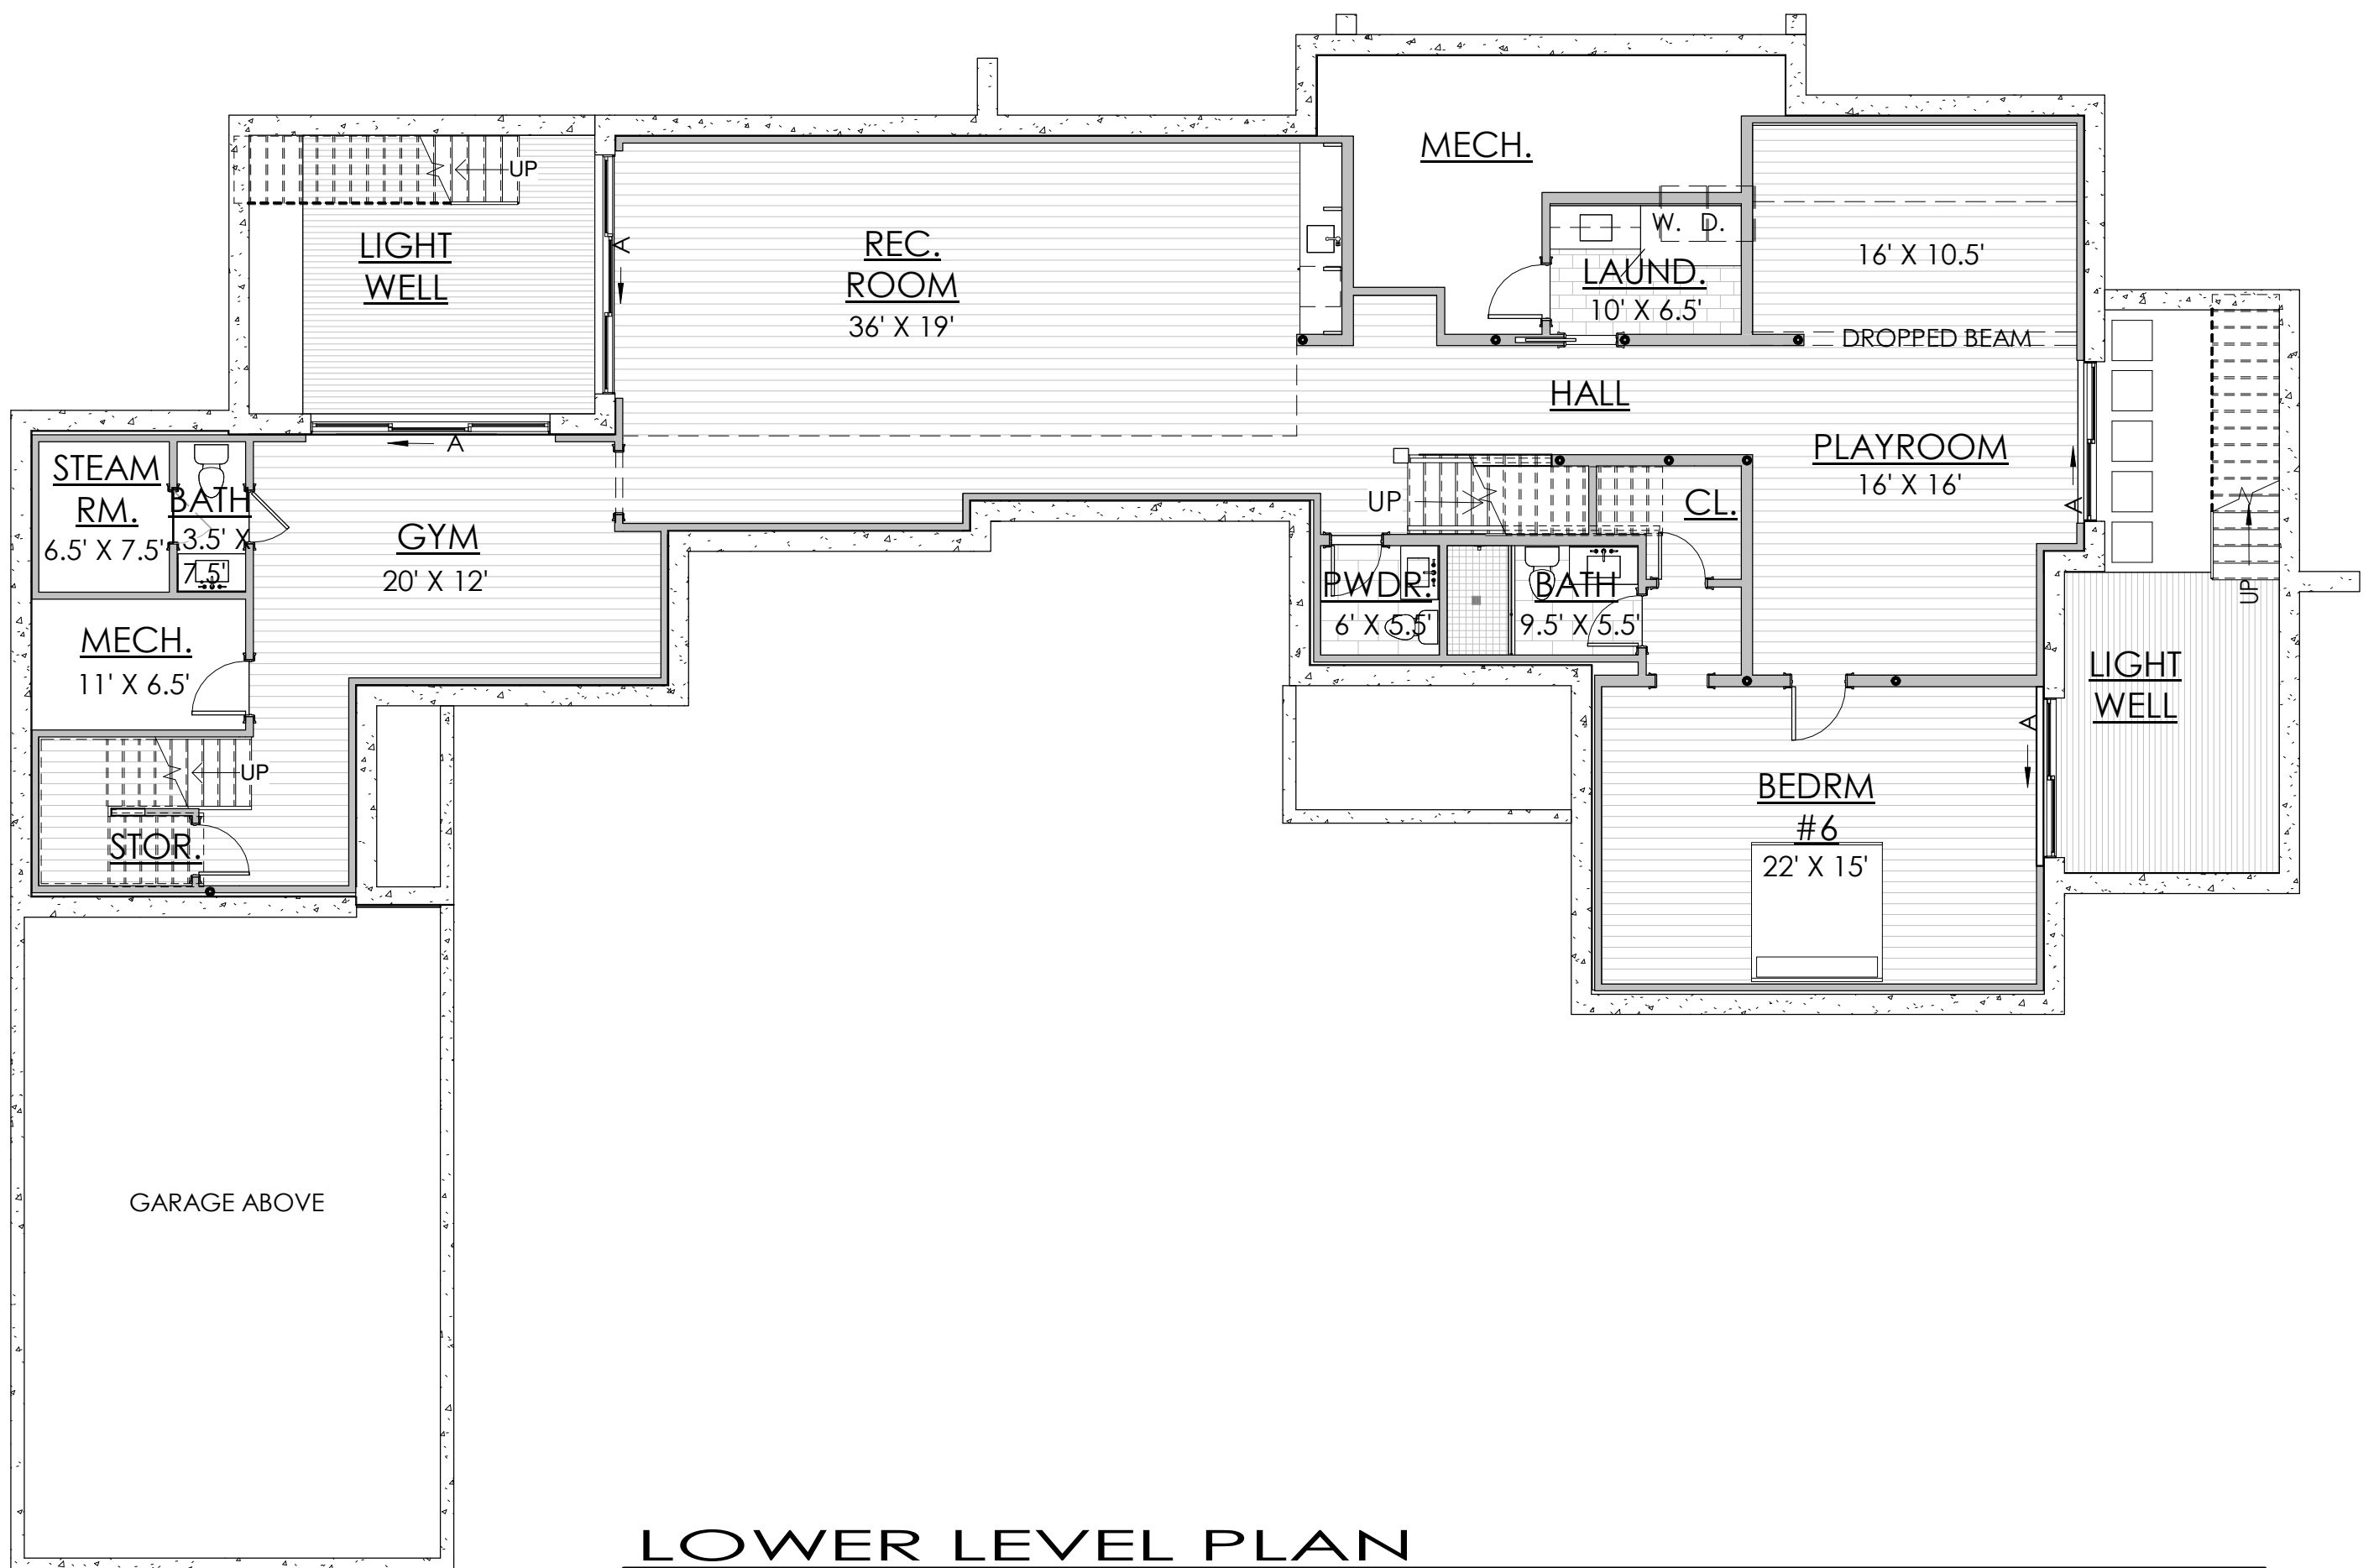 MECH.
UP
LIGHT
WELL
A
REC.
ROOM
36' X 19'
W. D.
LAUND.
10' X 6.5'
16' X 10.5'
DROPPED BEAM
HALL
PLAYROOM
16' X 16'
A
A
STEAM
RM.
6.5' X 7.5'
BATH
3.5' X
7.5'
GYM
20' X 12'
UP
CL.
PWDR.
6' X 5.5'
BATH
9.5' X 5.5'
UP
MECH.
11' X 6.5'
LIGHT
WELL
A
UP
STOR.
BEDRM
#6
22' X 15'
GARAGE ABOVE
LOWER LEVEL PLAN